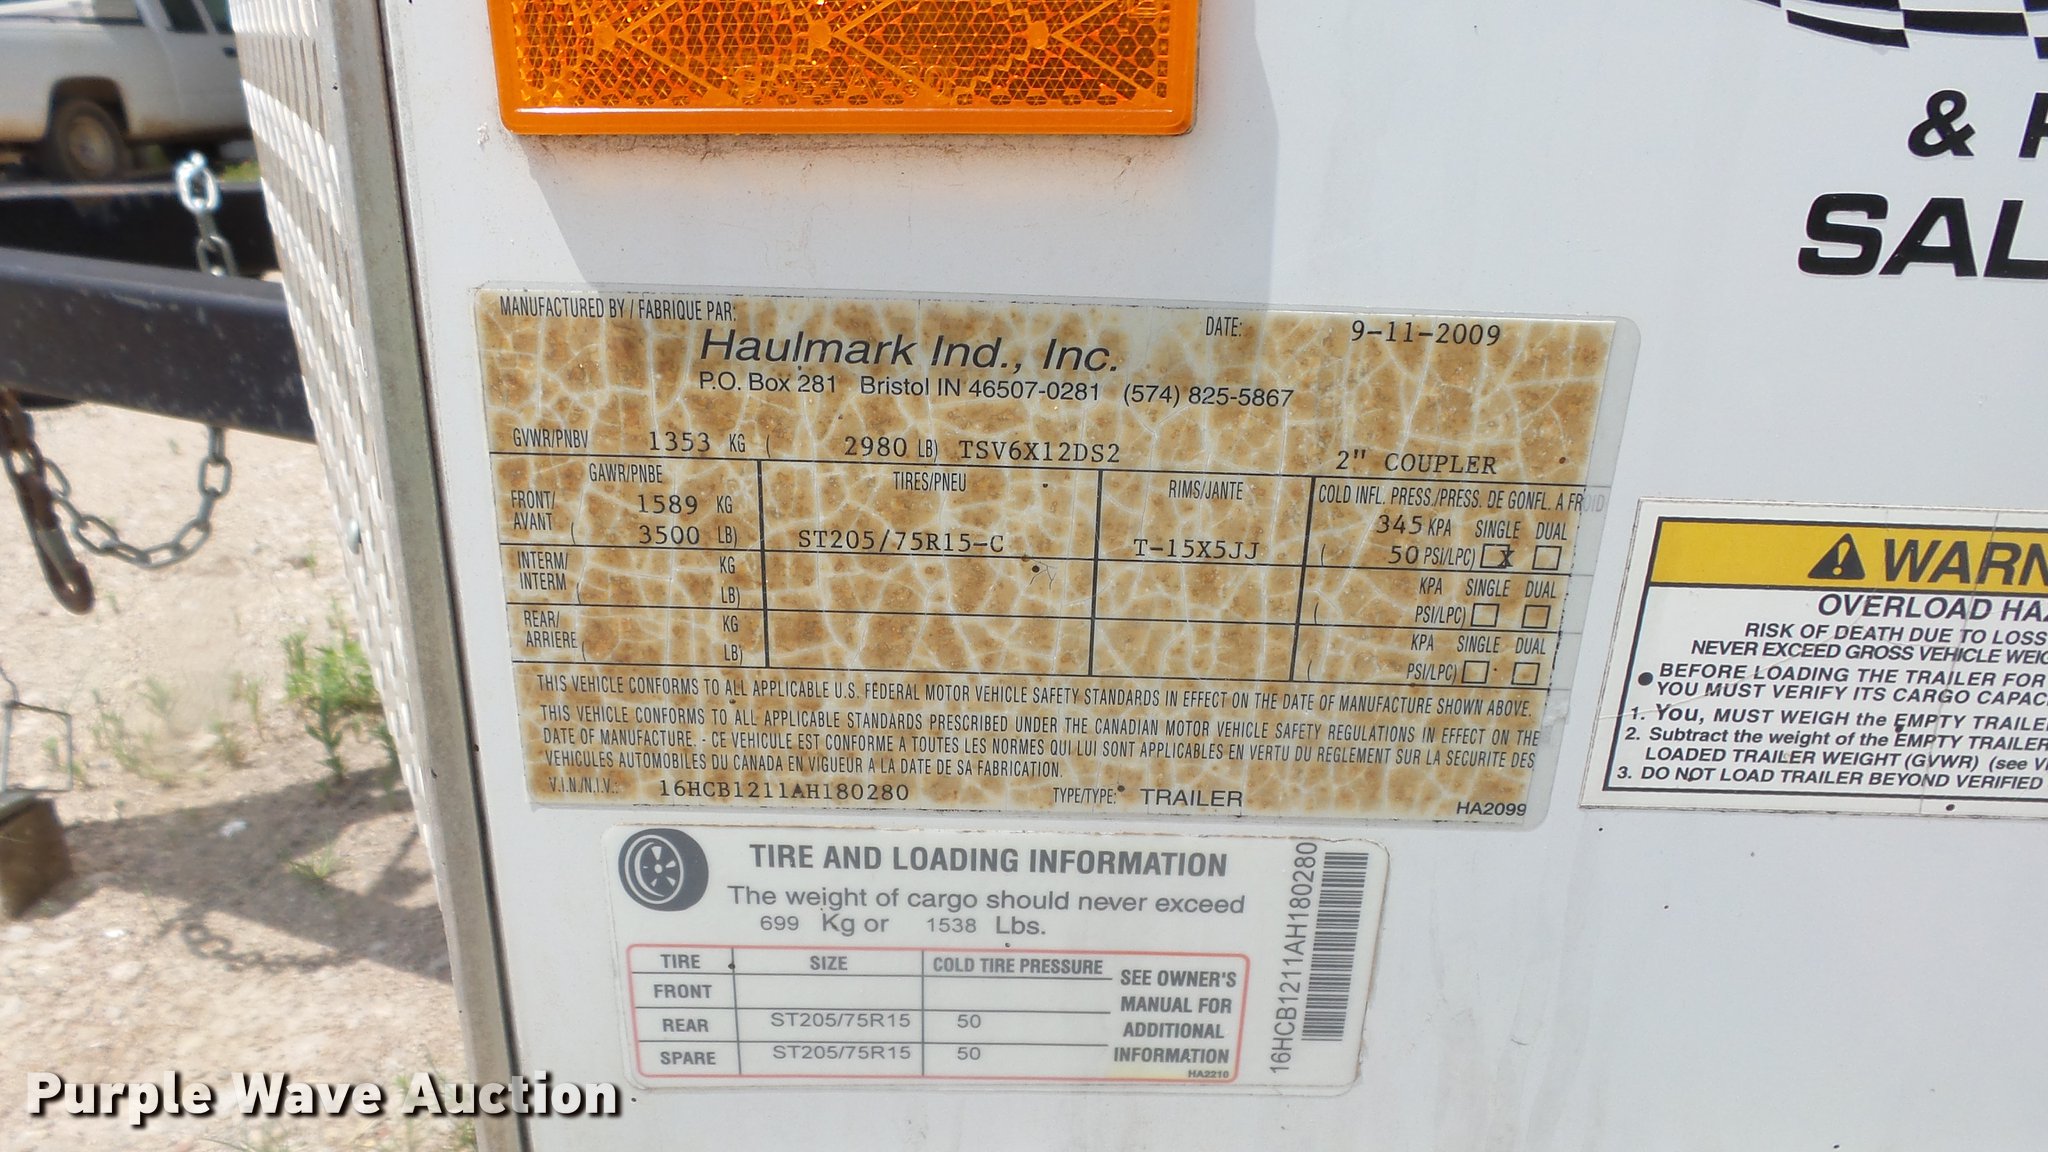 & 
SAL
MANUFACTURED BY / FABRIQUE PAR:
DATE: 9-11-2009
Haulmark Ind., Inc.
P.O. Box 281 Bristol IN 46507-0281 (574) 825-5867
GVWR/PNBV 1353 KG ( 2980 LB) TSV6X12DS2 2" COUPLER
GAWR/PNBE TIRES/PNEU RIMS/JANTE COLD INFL. PRESS./PRESS. DE GONFL. A FROID
FRONT/ 1589 KG 345 KPA SINGLE DUAL
AVANT ( 3500 LB) ST205/75R15-C T-15X5JJ ( 50 PSI/LPC) X
INTERM/ KG KPA SINGLE DUAL
INTERM ( LB) ( PSI/LPC)
REAR/ KG KPA SINGLE DUAL
ARRIERE ( LB) ( PSI/LPC)
THIS VEHICLE CONFORMS TO ALL APPLICABLE U.S. FEDERAL MOTOR VEHICLE SAFETY STANDARDS IN EFFECT ON THE DATE OF MANUFACTURE SHOWN ABOVE.
THIS VEHICLE CONFORMS TO ALL APPLICABLE STANDARDS PRESCRIBED UNDER THE CANADIAN MOTOR VEHICLE SAFETY REGULATIONS IN EFFECT ON THE
DATE OF MANUFACTURE. - CE VEHICULE EST CONFORME A TOUTES LES NORMES QUI LUI SONT APPLICABLES EN VERTU DU REGLEMENT SUR LA SECURITE DES
VEHICULES AUTOMOBILES DU CANADA EN VIGUEUR A LA DATE DE SA FABRICATION.
V.I.N./N.I.V.: 16HCB1211AH180280 TYPE/TYPE: TRAILER HA2099
WARN
OVERLOAD HA
RISK OF DEATH DUE TO LOSS
NEVER EXCEED GROSS VEHICLE WEIG
● BEFORE LOADING THE TRAILER FOR
YOU MUST VERIFY ITS CARGO CAPAC
1. You, MUST WEIGH the EMPTY TRAILE
2. Subtract the weight of the EMPTY TRAILER
LOADED TRAILER WEIGHT (GVWR) (see VI
3. DO NOT LOAD TRAILER BEYOND VERIFIED
TIRE AND LOADING INFORMATION
The weight of cargo should never exceed
699 Kg or 1538 Lbs.
TIRE SIZE COLD TIRE PRESSURE
FRONT
REAR ST205/75R15 50
SPARE ST205/75R15 50
SEE OWNER'S
MANUAL FOR
ADDITIONAL
INFORMATION
HA2210
16HCB1211AH180280
Purple Wave Auction